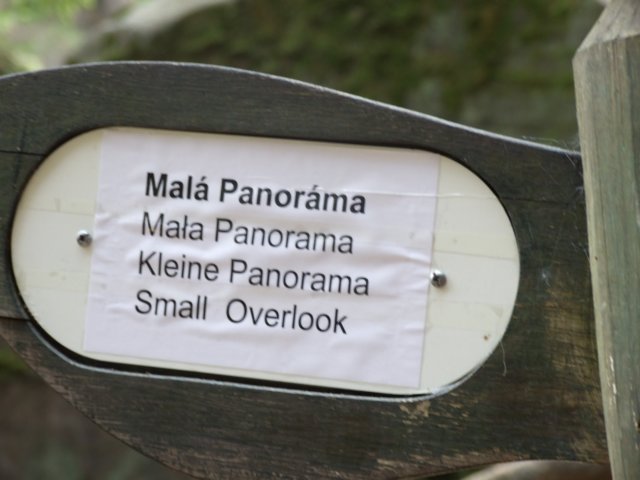 Malá Panoráma
Mała Panorama
Kleine Panorama
Small Overlook